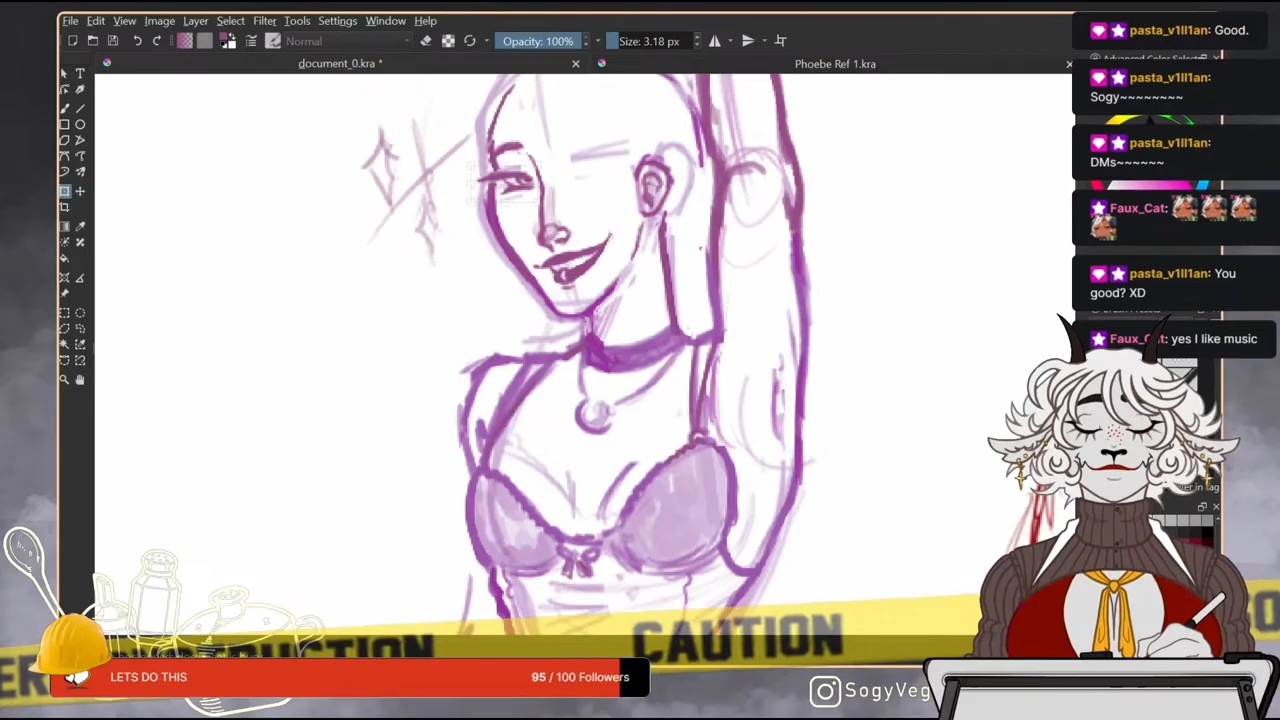 File Edit View Image Layer Select Filter Tools Settings Window Help
Normal
Opacity: 100%
Size: 3.18 px
document_0.kra *
Phoebe Ref 1.kra
pasta_v1ll1an: Good.
pasta_v1ll1an:
Sogy~~~~~~~~
pasta_v1ll1an:
DMs~~~~~~
Faux_Cat:
pasta_v1ll1an: You
good? XD
Faux_Cat: yes I like music
CAUTION
LETS DO THIS
95 / 100 Followers
SogyVeg